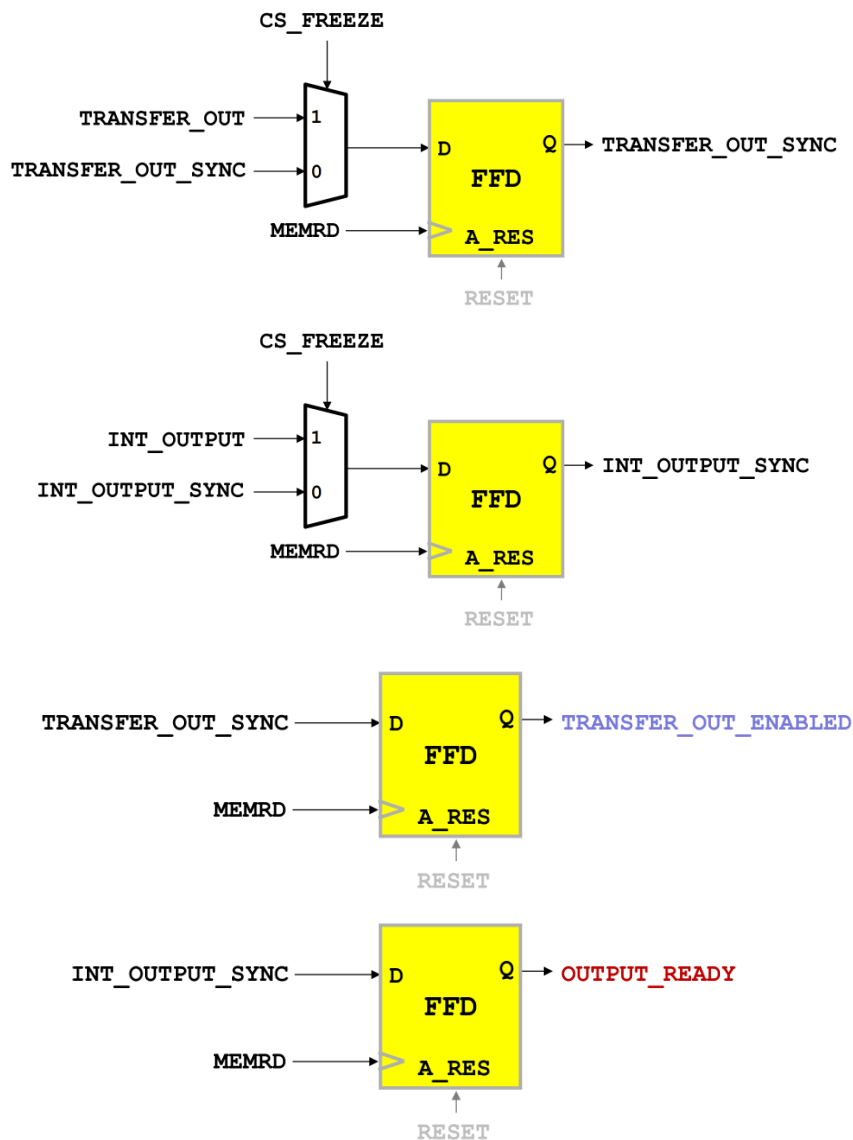 CS_FREEZE
TRANSFER_OUT
1
TRANSFER_OUT_SYNC
0
D
Q
TRANSFER_OUT_SYNC
FFD
MEMRD
A_RES
RESET
CS_FREEZE
INT_OUTPUT
1
INT_OUTPUT_SYNC
0
D
Q
INT_OUTPUT_SYNC
FFD
MEMRD
A_RES
RESET
TRANSFER_OUT_SYNC
D
Q
TRANSFER_OUT_ENABLED
FFD
MEMRD
A_RES
RESET
INT_OUTPUT_SYNC
D
Q
OUTPUT_READY
FFD
MEMRD
A_RES
RESET